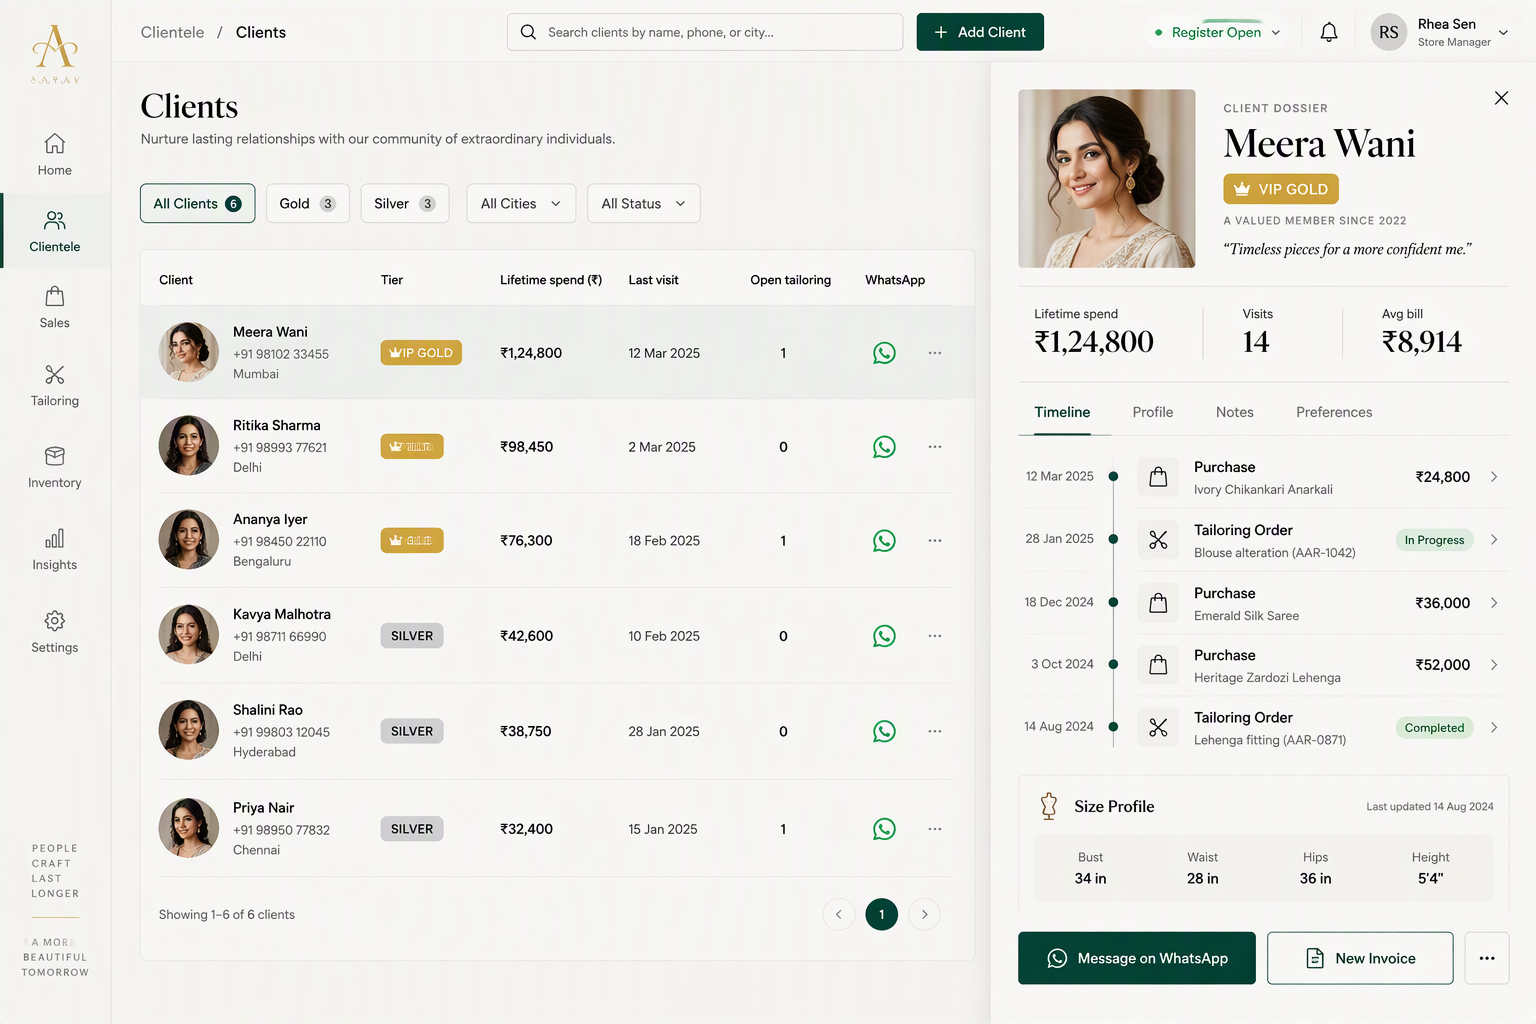 Clientele / Clients
Search clients by name, phone, or city...
+ Add Client
Register Open
RS
Rhea Sen
Store Manager
Home
Clientele
Sales
Tailoring
Inventory
Insights
Settings
PEOPLE
CRAFT
LAST
LONGER
A MORE
BEAUTIFUL
TOMORROW
Clients
Nurture lasting relationships with our community of extraordinary individuals.
All Clients 6
Gold 3
Silver 3
All Cities
All Status
Client Tier Lifetime spend (₹) Last visit Open tailoring WhatsApp
Meera Wani
+91 98102 33455
Mumbai
VIP GOLD
₹1,24,800
12 Mar 2025
1
Ritika Sharma
+91 98993 77621
Delhi
₹98,450
2 Mar 2025
0
Ananya Iyer
+91 98450 22110
Bengaluru
₹76,300
18 Feb 2025
1
Kavya Malhotra
+91 98711 66990
Delhi
SILVER
₹42,600
10 Feb 2025
0
Shalini Rao
+91 99803 12045
Hyderabad
SILVER
₹38,750
28 Jan 2025
0
Priya Nair
+91 98950 77832
Chennai
SILVER
₹32,400
15 Jan 2025
1
Showing 1–6 of 6 clients
1
CLIENT DOSSIER
Meera Wani
VIP GOLD
A VALUED MEMBER SINCE 2022
“Timeless pieces for a more confident me.”
Lifetime spend
₹1,24,800
Visits
14
Avg bill
₹8,914
Timeline Profile Notes Preferences
12 Mar 2025
Purchase
Ivory Chikankari Anarkali
₹24,800
28 Jan 2025
Tailoring Order
Blouse alteration (AAR-1042)
In Progress
18 Dec 2024
Purchase
Emerald Silk Saree
₹36,000
3 Oct 2024
Purchase
Heritage Zardozi Lehenga
₹52,000
14 Aug 2024
Tailoring Order
Lehenga fitting (AAR-0871)
Completed
Size Profile
Last updated 14 Aug 2024
Bust Waist Hips Height
34 in 28 in 36 in 5'4"
Message on WhatsApp
New Invoice